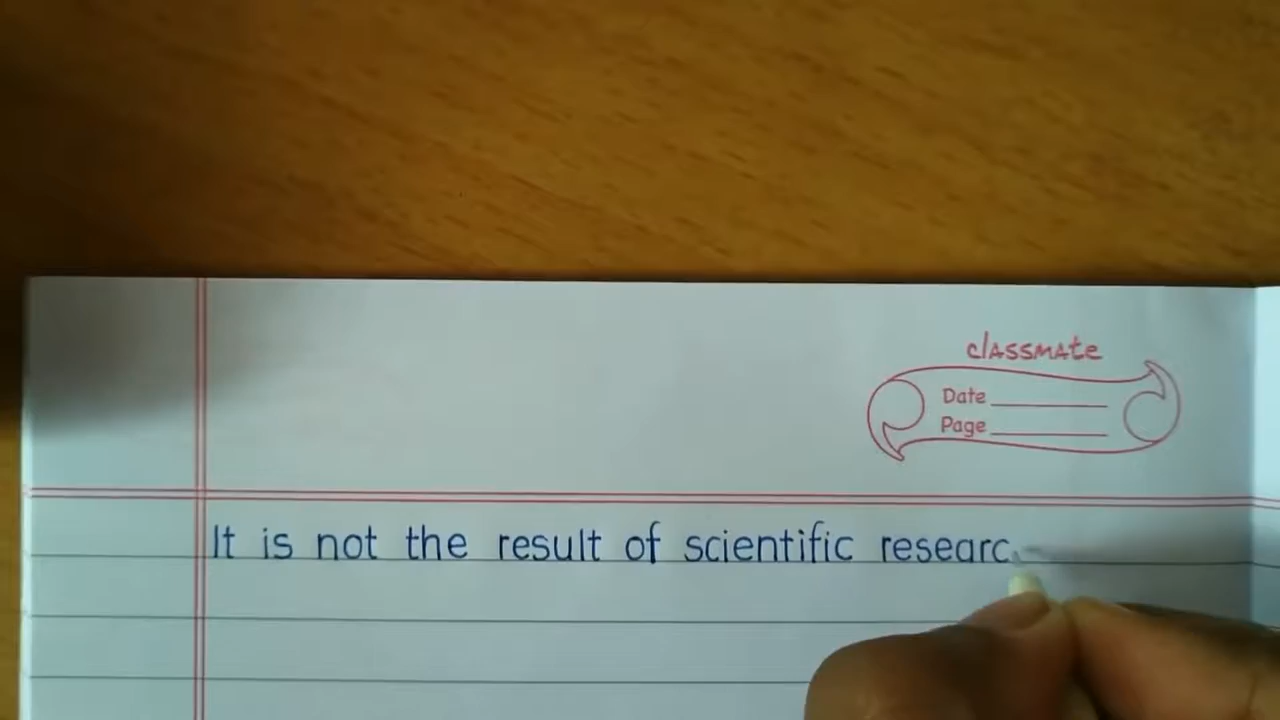 classmate
Date
Page
It is not the result of scientific researc